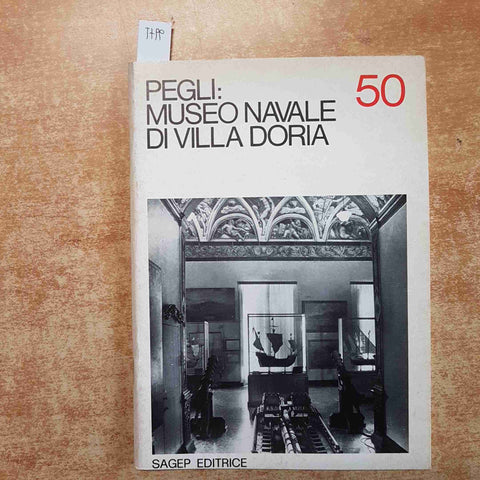 PEGLI:
MUSEO NAVALE
DI VILLA DORIA
50
SAGEP EDITRICE